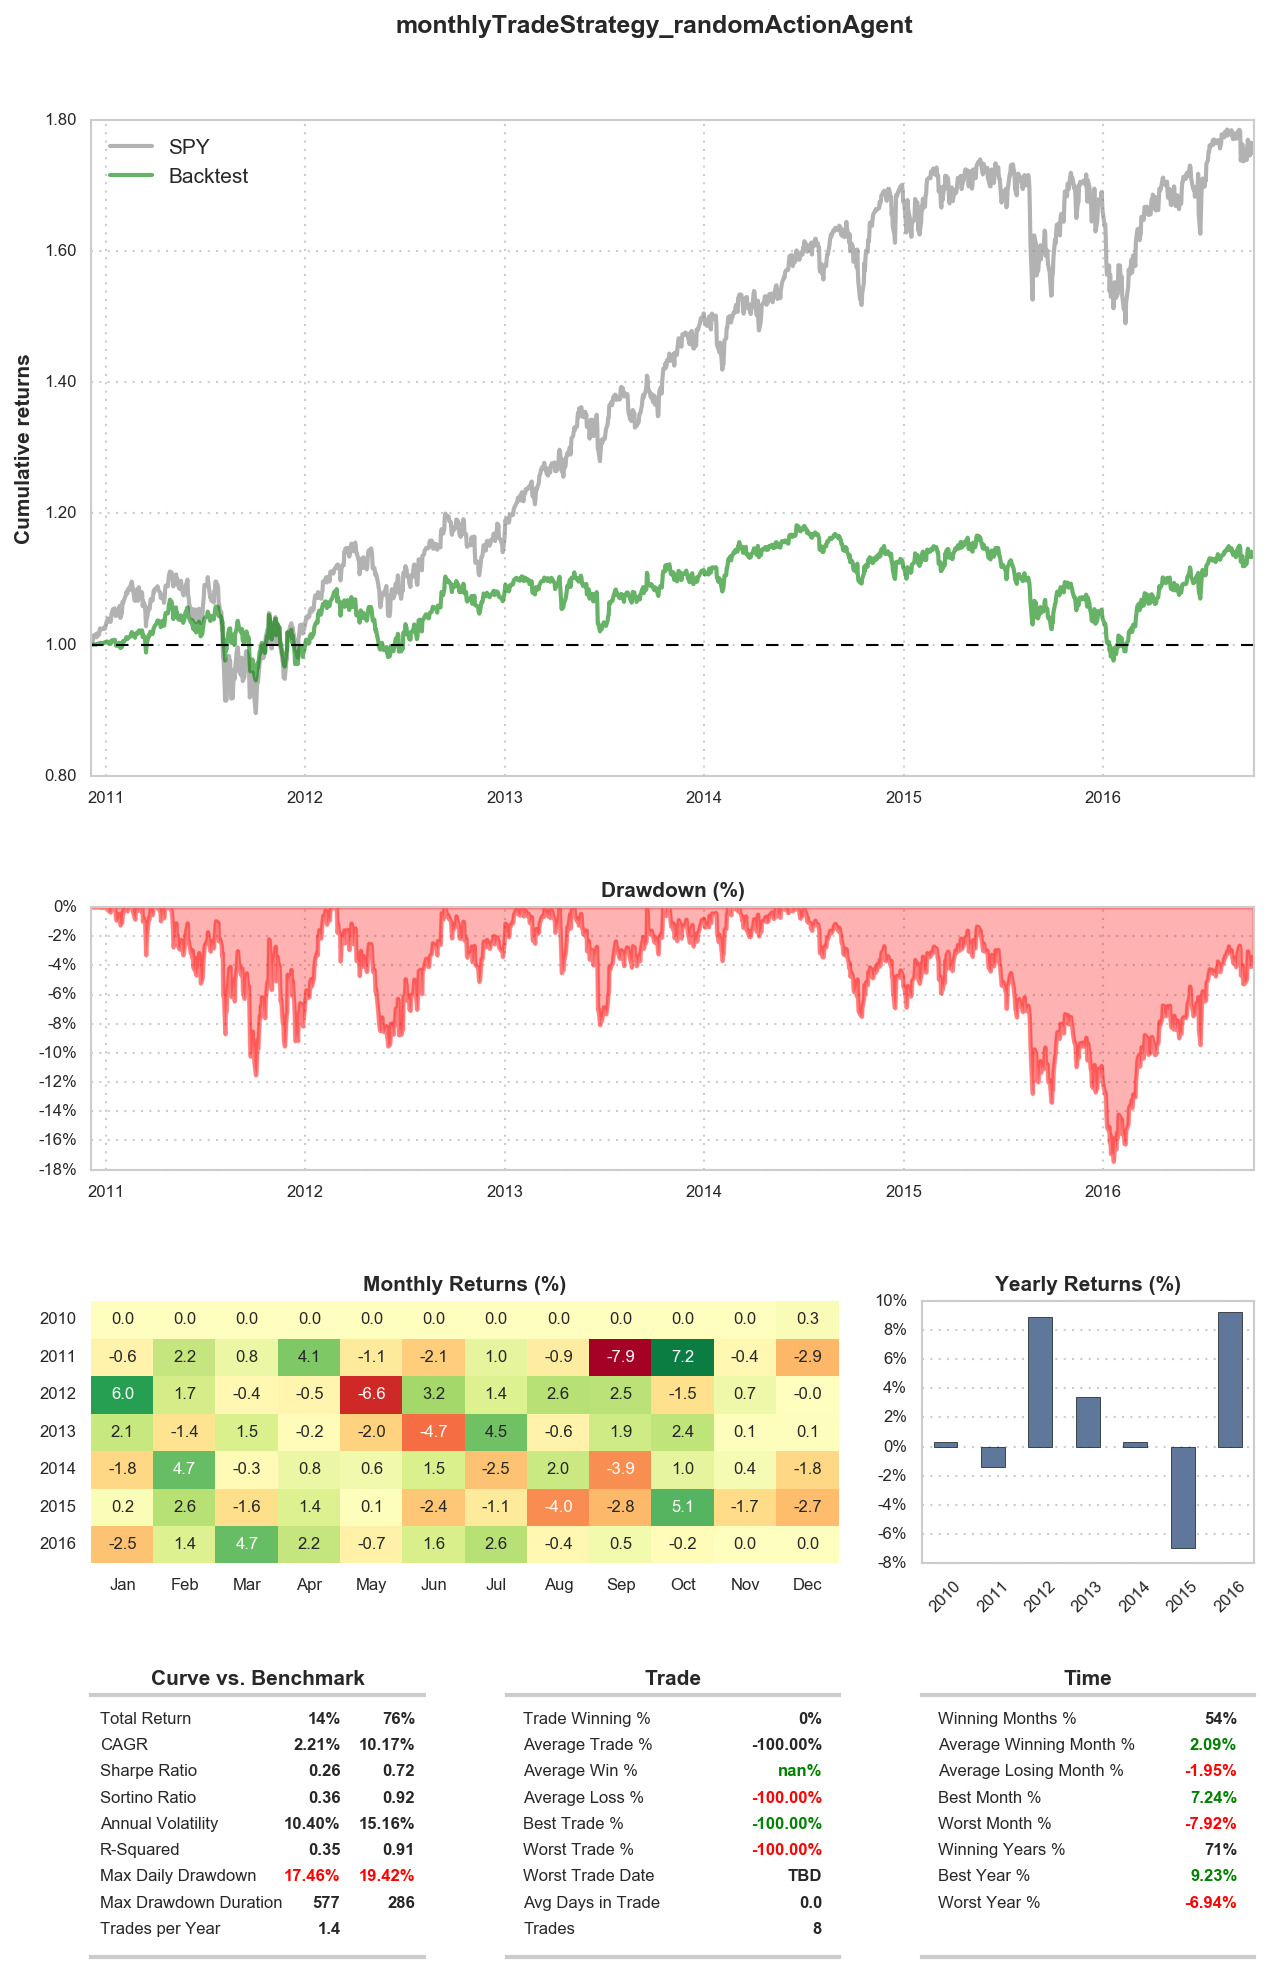 monthlyTradeStrategy_randomActionAgent
SPY
Backtest
Cumulative returns
1.80
1.60
1.40
1.20
1.00
0.80
2011 2012 2013 2014 2015 2016
Drawdown (%)
0%
-2%
-4%
-6%
-8%
-10%
-12%
-14%
-16%
-18%
2011 2012 2013 2014 2015 2016
Monthly Returns (%)
2010 0.0 0.0 0.0 0.0 0.0 0.0 0.0 0.0 0.0 0.0 0.0 0.3
2011 -0.6 2.2 0.8 4.1 -1.1 -2.1 1.0 -0.9 -7.9 7.2 -0.4 -2.9
2012 6.0 1.7 -0.4 -0.5 -6.6 3.2 1.4 2.6 2.5 -1.5 0.7 -0.0
2013 2.1 -1.4 1.5 -0.2 -2.0 -4.7 4.5 -0.6 1.9 2.4 0.1 0.1
2014 -1.8 4.7 -0.3 0.8 0.6 1.5 -2.5 2.0 -3.9 1.0 0.4 -1.8
2015 0.2 2.6 -1.6 1.4 0.1 -2.4 -1.1 -4.0 -2.8 5.1 -1.7 -2.7
2016 -2.5 1.4 4.7 2.2 -0.7 1.6 2.6 -0.4 0.5 -0.2 0.0 0.0
Jan Feb Mar Apr May Jun Jul Aug Sep Oct Nov Dec
Yearly Returns (%)
10%
8%
6%
4%
2%
0%
-2%
-4%
-6%
-8%
2010 2011 2012 2013 2014 2015 2016
Curve vs. Benchmark
Total Return 14% 76%
CAGR 2.21% 10.17%
Sharpe Ratio 0.26 0.72
Sortino Ratio 0.36 0.92
Annual Volatility 10.40% 15.16%
R-Squared 0.35 0.91
Max Daily Drawdown 17.46% 19.42%
Max Drawdown Duration 577 286
Trades per Year 1.4
Trade
Trade Winning % 0%
Average Trade % -100.00%
Average Win % nan%
Average Loss % -100.00%
Best Trade % -100.00%
Worst Trade % -100.00%
Worst Trade Date TBD
Avg Days in Trade 0.0
Trades 8
Time
Winning Months % 54%
Average Winning Month % 2.09%
Average Losing Month % -1.95%
Best Month % 7.24%
Worst Month % -7.92%
Winning Years % 71%
Best Year % 9.23%
Worst Year % -6.94%